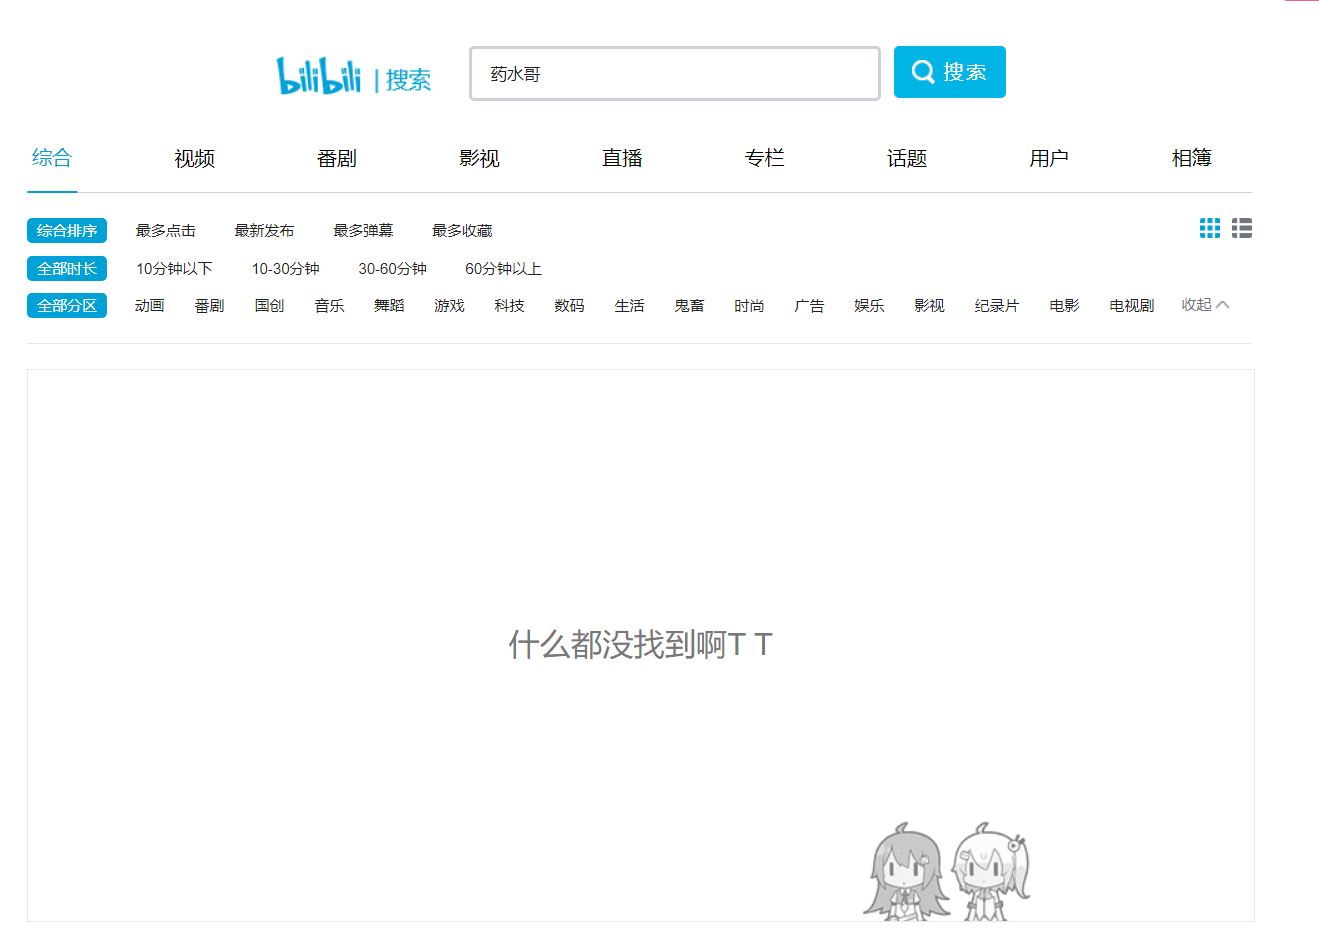 bilibili | 搜索 药水哥 搜索
综合 视频 番剧 影视 直播 专栏 话题 用户 相簿
综合排序 最多点击 最新发布 最多弹幕 最多收藏
全部时长 10分钟以下 10-30分钟 30-60分钟 60分钟以上
全部分区 动画 番剧 国创 音乐 舞蹈 游戏 科技 数码 生活 鬼畜 时尚 广告 娱乐 影视 纪录片 电影 电视剧 收起
什么都没找到啊T T